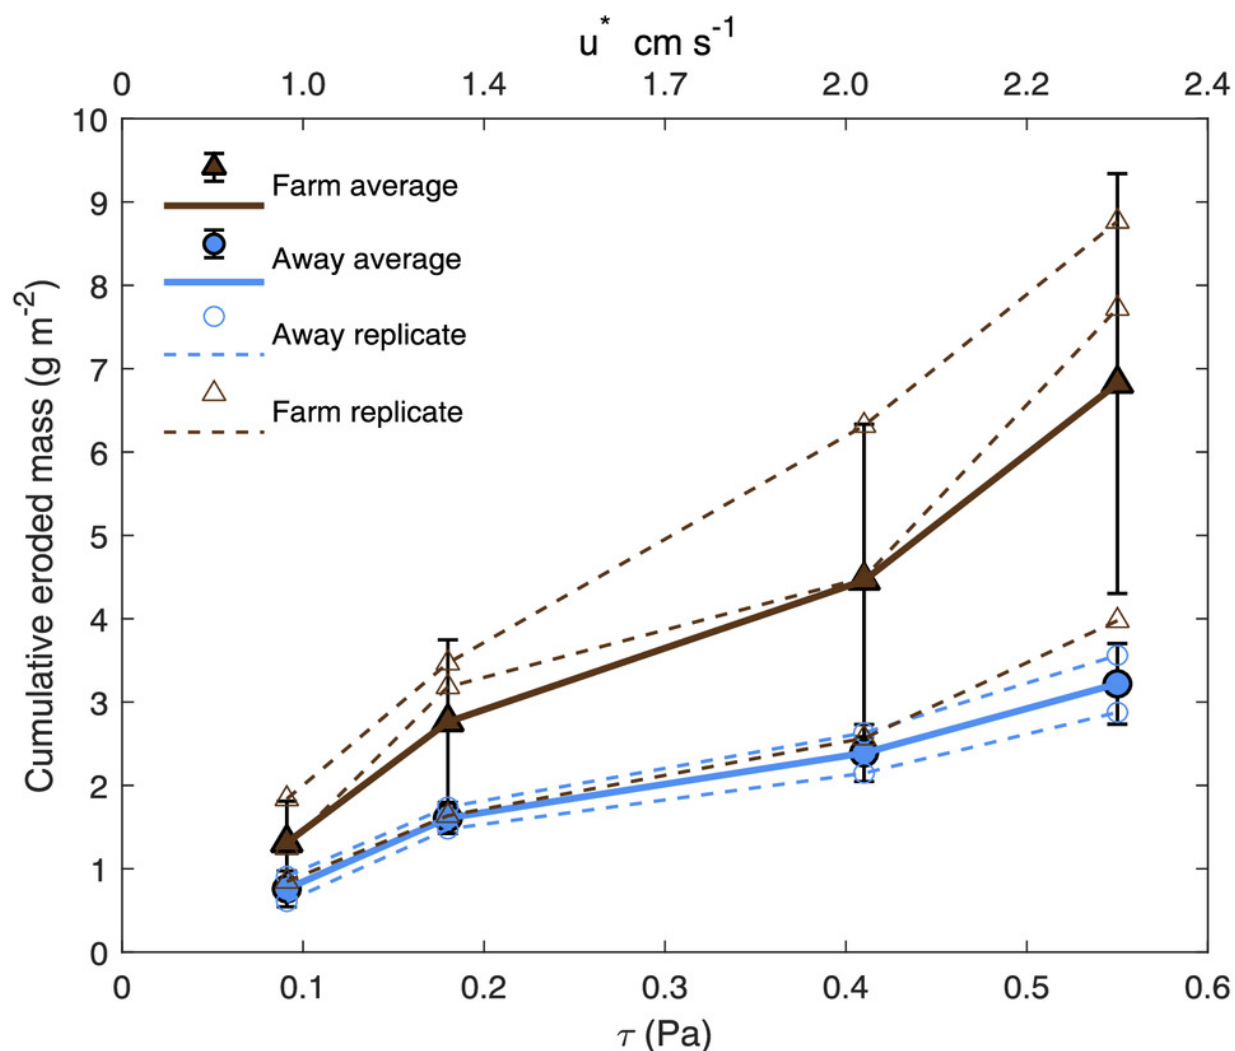 u* cm s-1
0 1.0 1.4 1.7 2.0 2.2 2.4
10
9
8
7
6
5
4
3
2
1
0
Cumulative eroded mass (g m-2)
Farm average
Away average
Away replicate
Farm replicate
0 0.1 0.2 0.3 0.4 0.5 0.6
τ (Pa)